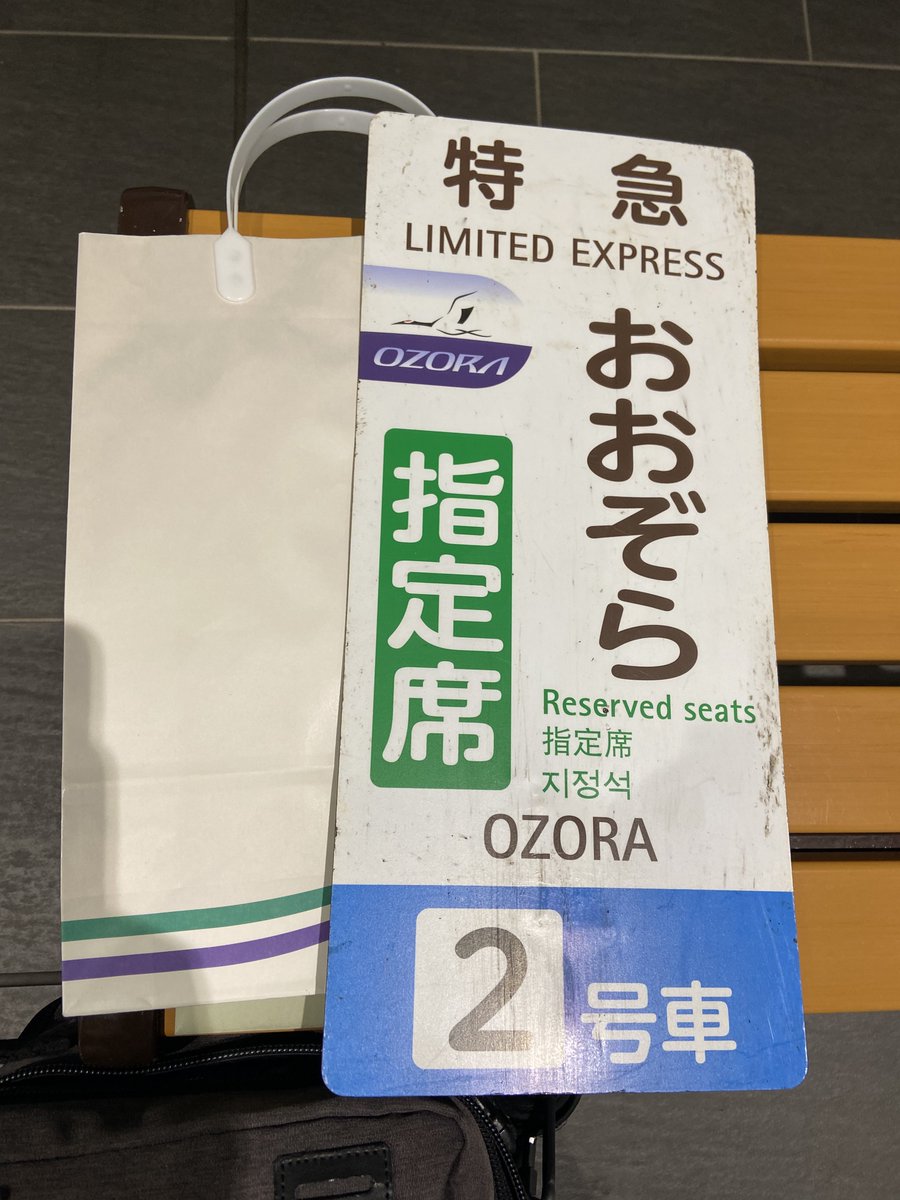 特 急
LIMITED EXPRESS
OZORA
おおぞら
指定席
Reserved seats
指定席
지정석
OZORA
2号車